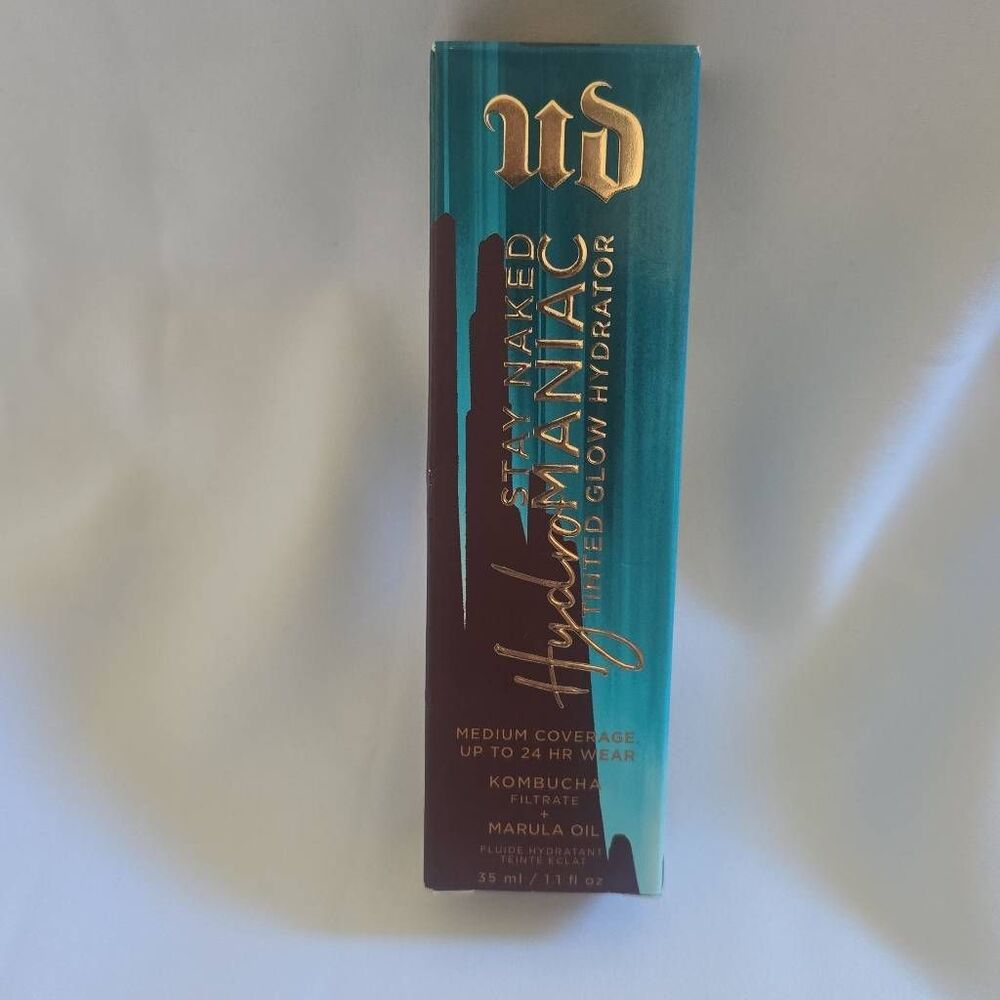 UD
STAY NAKED
HydroMANIAC
TINTED GLOW HYDRATOR
MEDIUM COVERAGE,
UP TO 24 HR WEAR
KOMBUCHA
FILTRATE
+
MARULA OIL
FLUIDE HYDRATANT
TEINTÉ ÉCLAT
35 ml / 1.1 fl oz